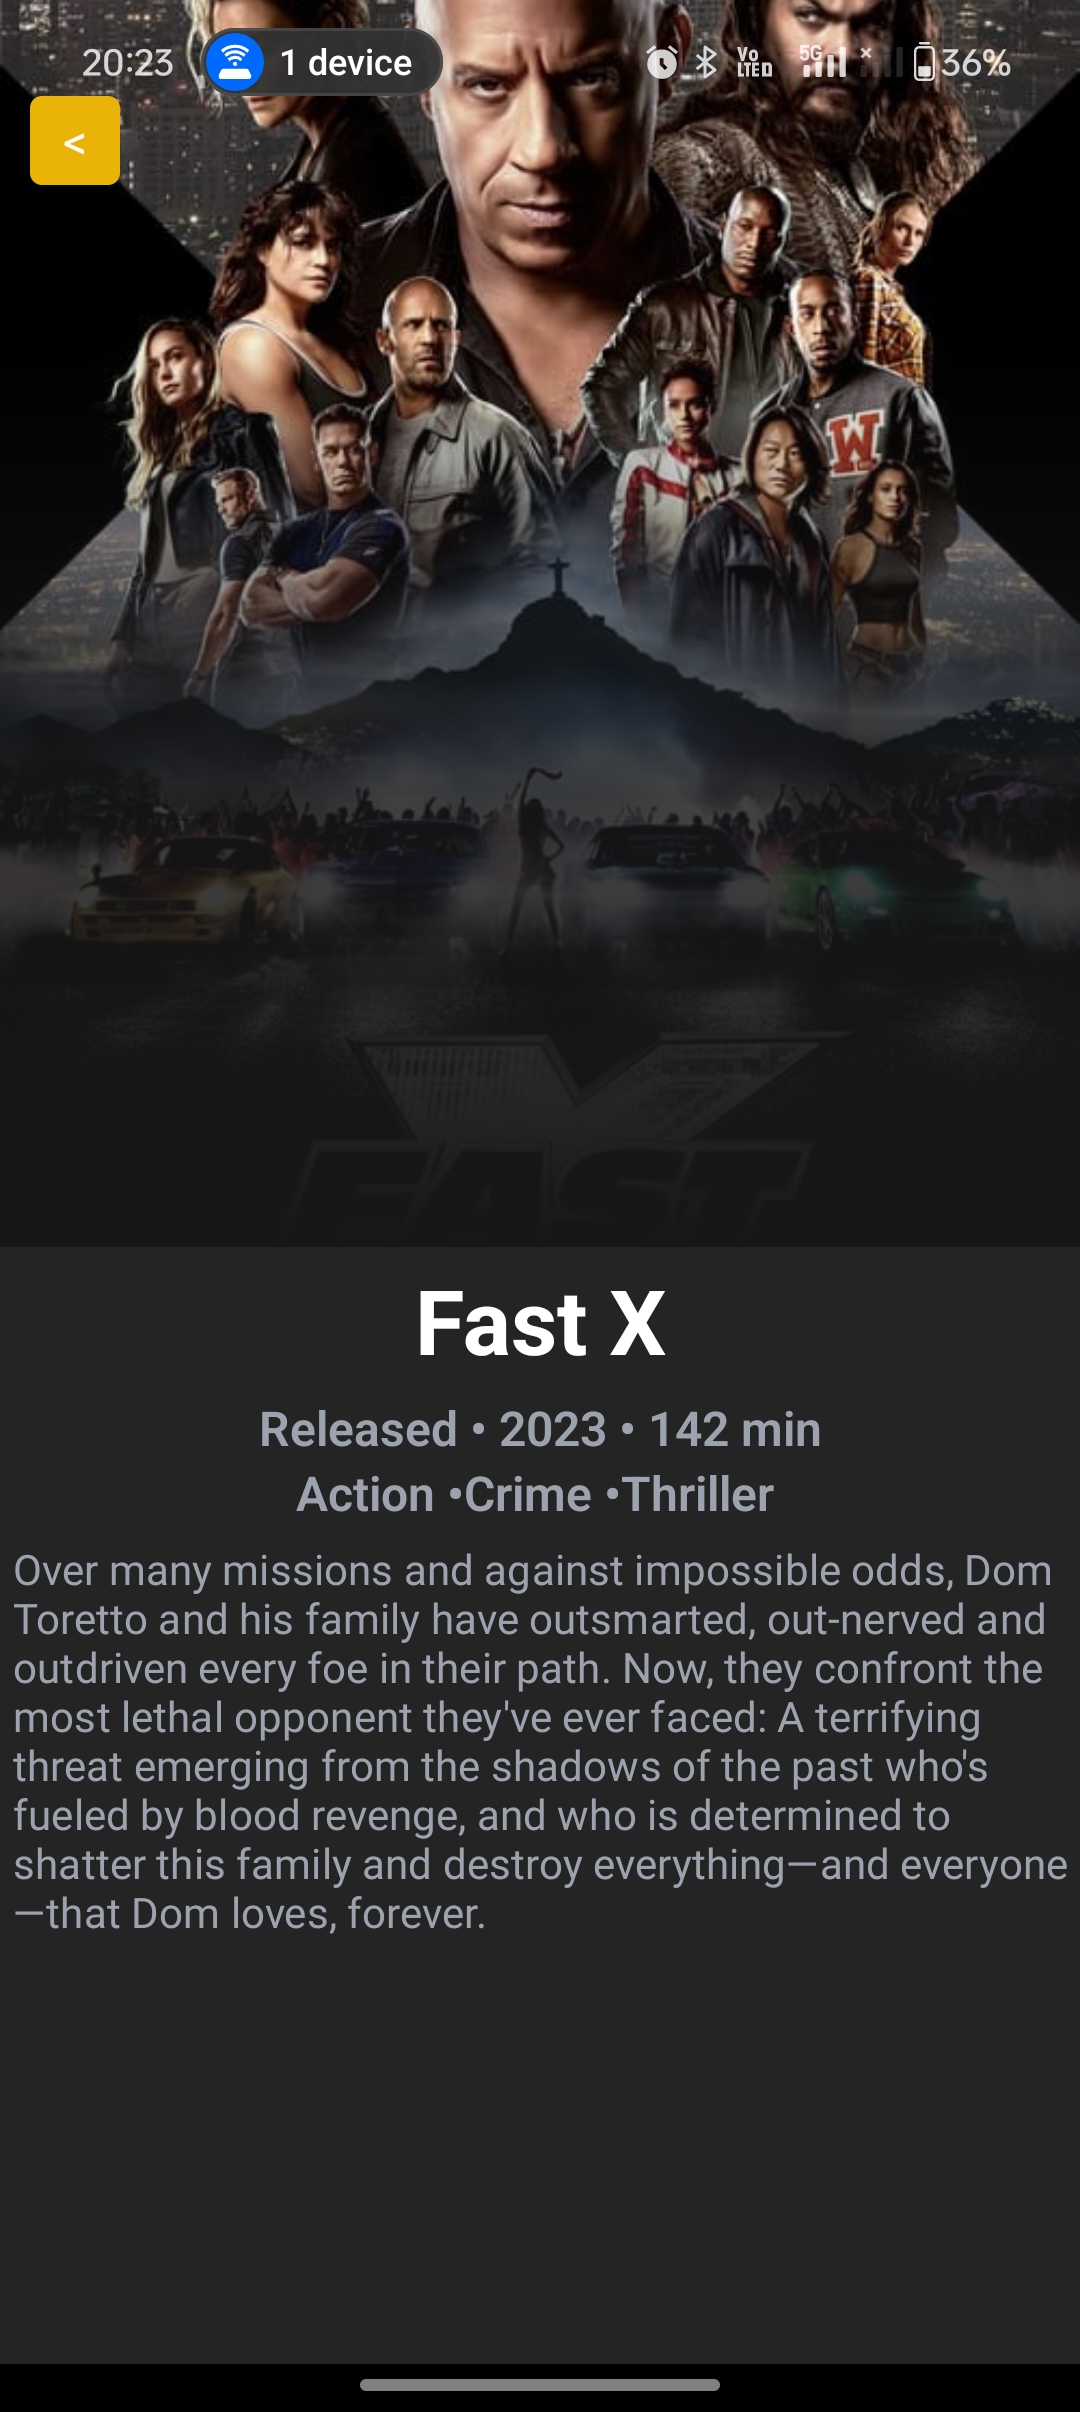 20:23 1 device Vo LTE D 5G 36%
<
W
FAST
Fast X
Released • 2023 • 142 min
Action •Crime •Thriller
Over many missions and against impossible odds, Dom
Toretto and his family have outsmarted, out-nerved and
outdriven every foe in their path. Now, they confront the
most lethal opponent they've ever faced: A terrifying
threat emerging from the shadows of the past who's
fueled by blood revenge, and who is determined to
shatter this family and destroy everything—and everyone
—that Dom loves, forever.